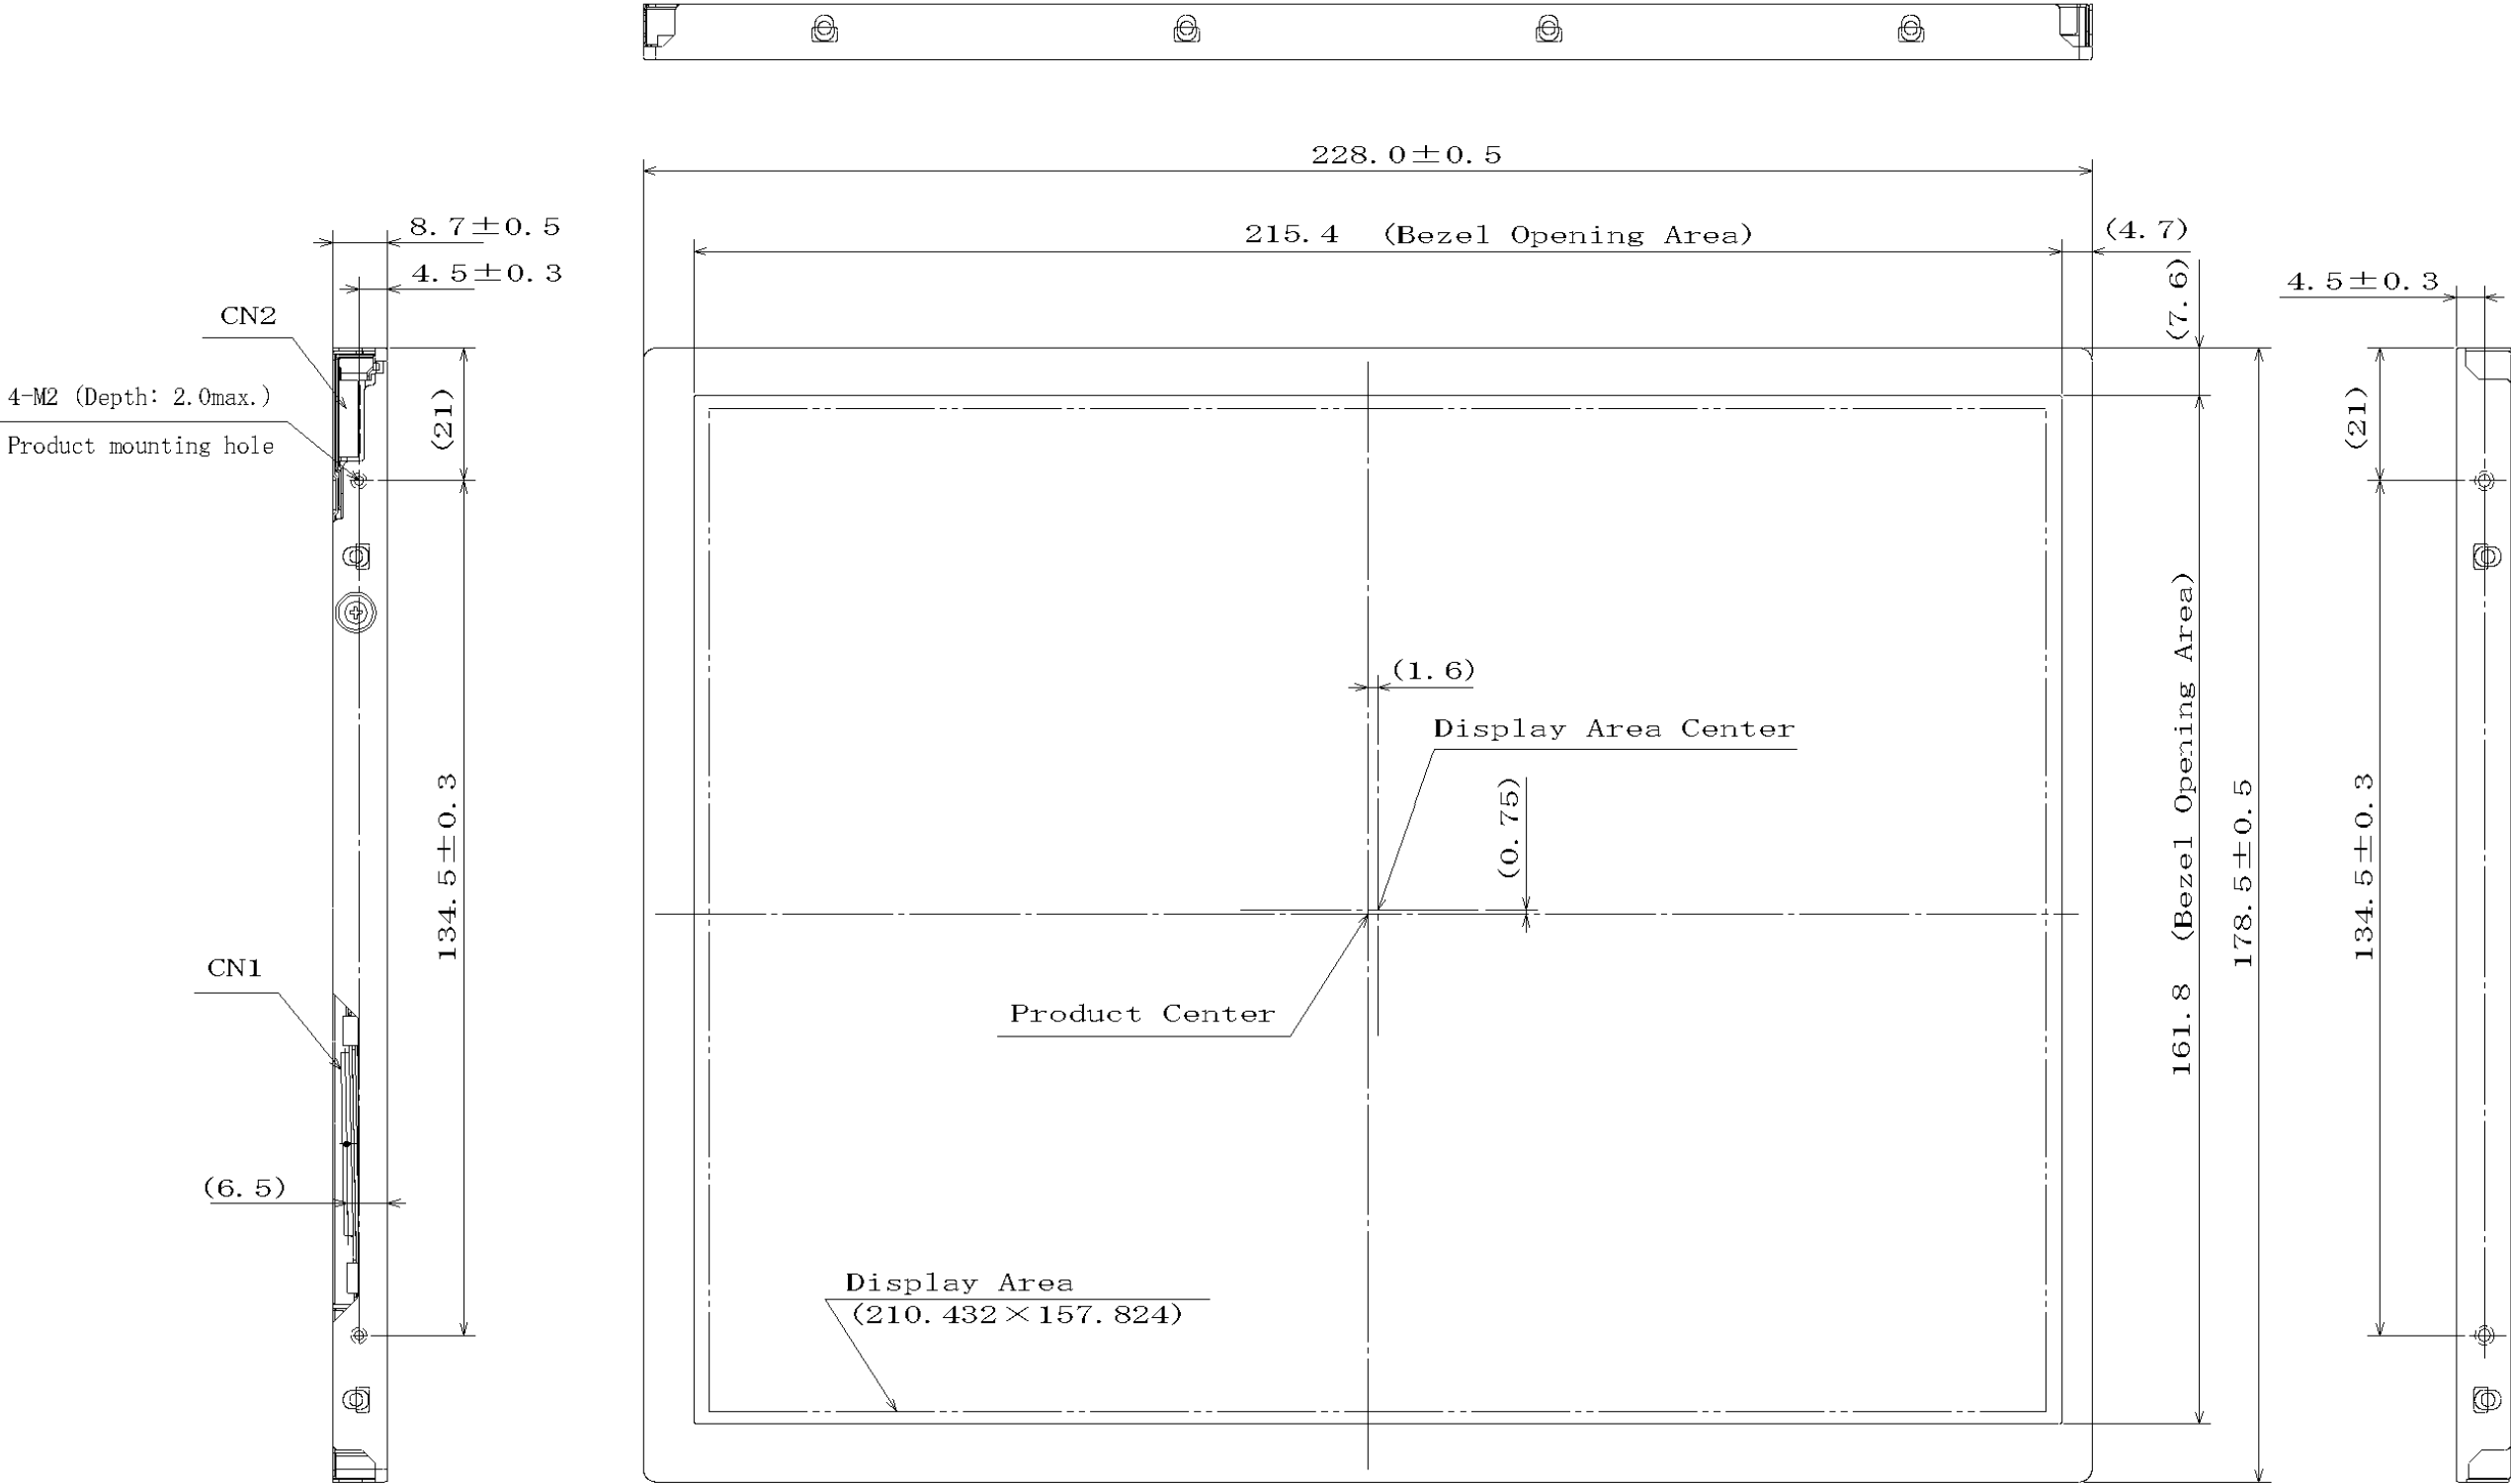 228.0±0.5
8.7±0.5
215.4 (Bezel Opening Area)
(4.7)
4.5±0.3
(7.6)
4.5±0.3
CN2
4-M2 (Depth: 2.0max.)
Product mounting hole
(21)
(21)
(1.6)
Display Area Center
(0.75)
134.5±0.3
161.8 (Bezel Opening Area)
178.5±0.5
134.5±0.3
CN1
Product Center
(6.5)
Display Area
(210.432×157.824)